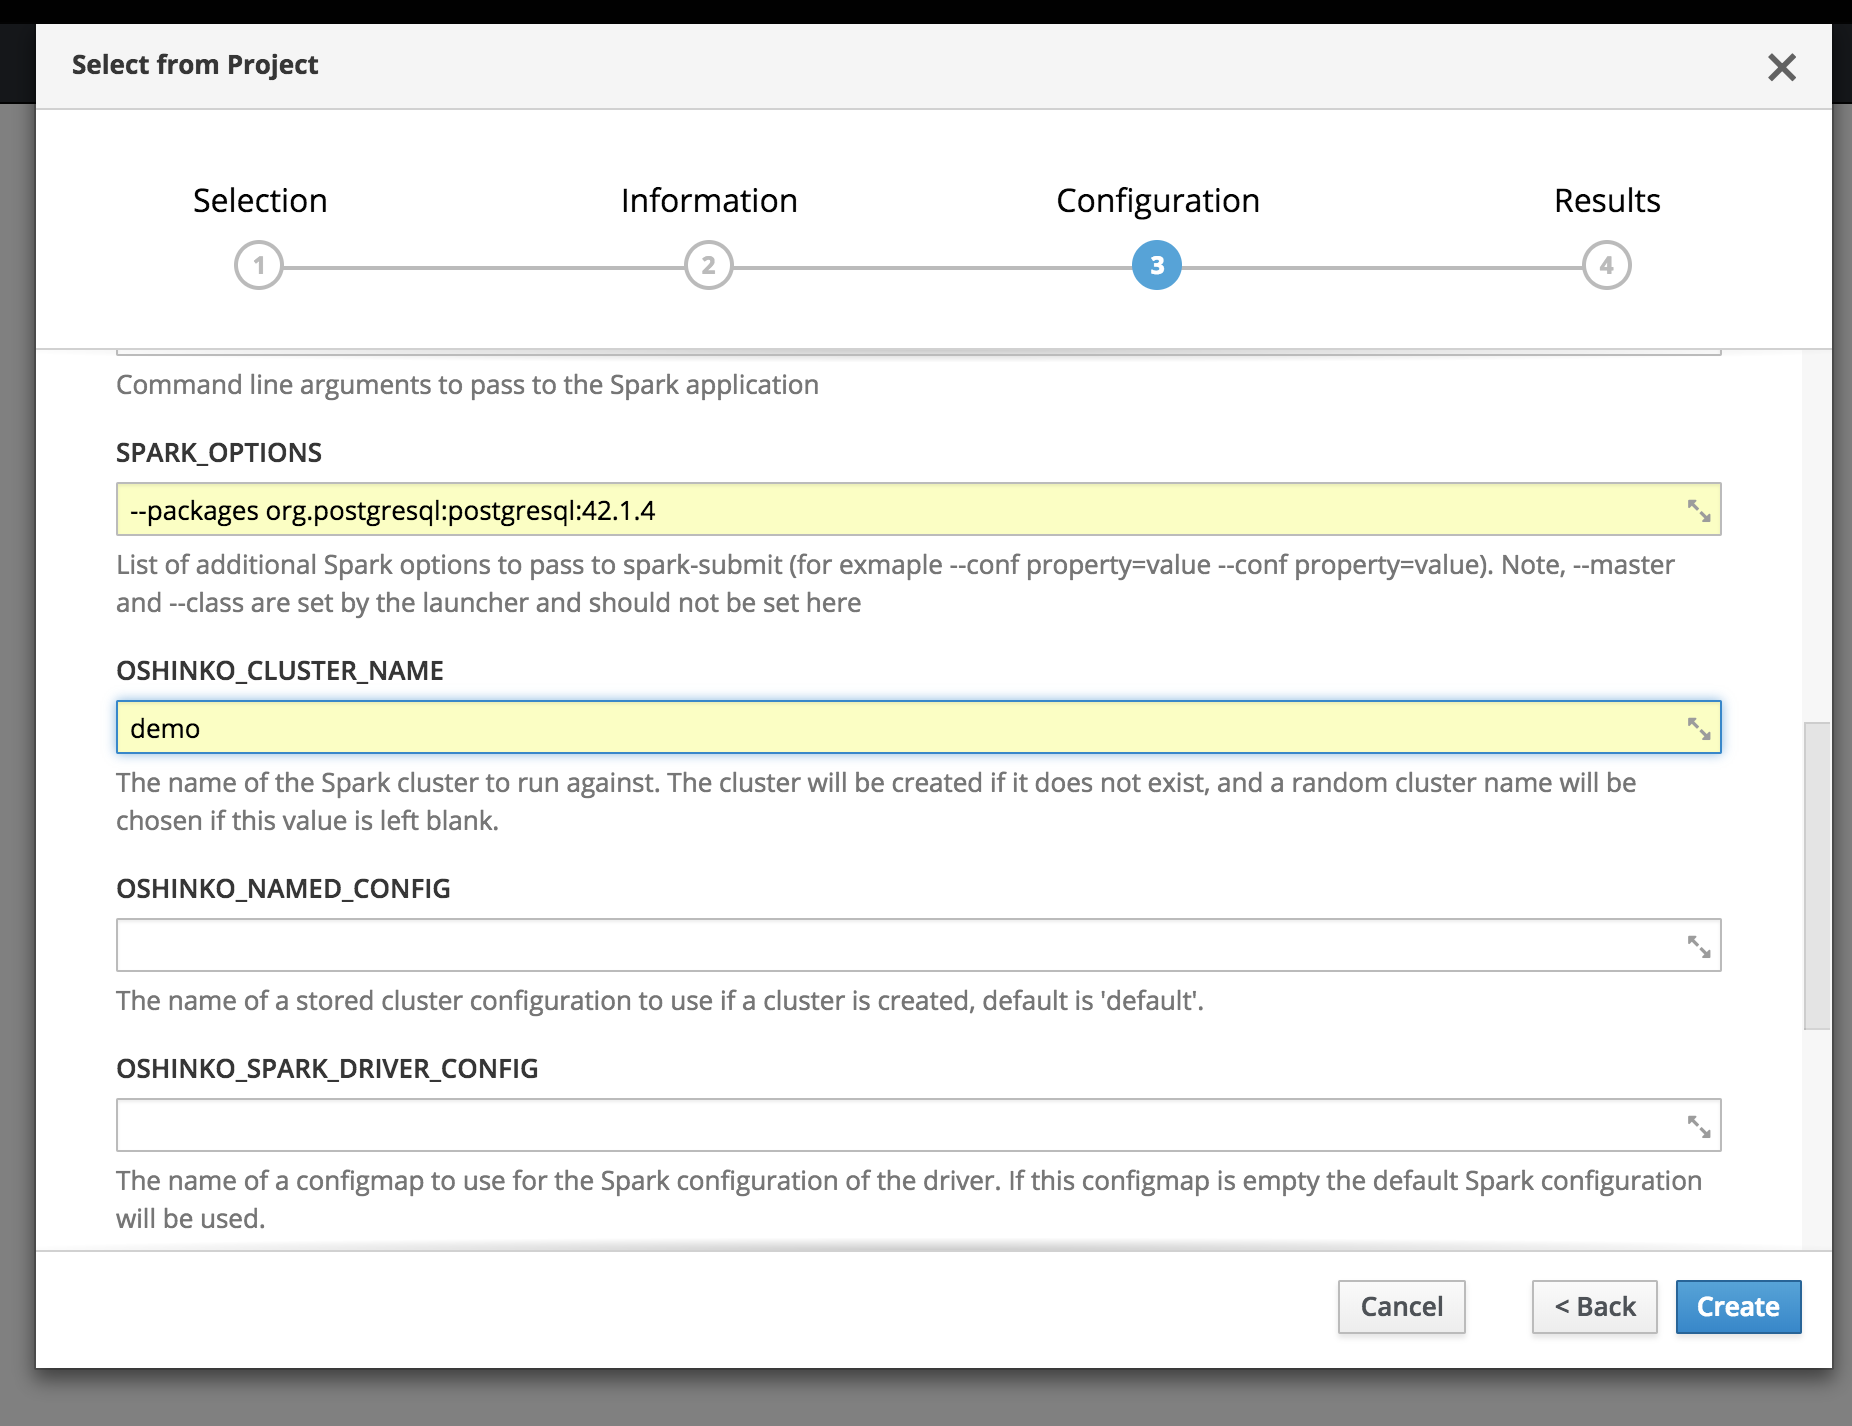 Select from Project
Selection
Information
Configuration
Results
1
2
3
4
Command line arguments to pass to the Spark application
SPARK_OPTIONS
--packages org.postgresql:postgresql:42.1.4
List of additional Spark options to pass to spark-submit (for exmaple --conf property=value --conf property=value). Note, --master
and --class are set by the launcher and should not be set here
OSHINKO_CLUSTER_NAME
demo
The name of the Spark cluster to run against. The cluster will be created if it does not exist, and a random cluster name will be
chosen if this value is left blank.
OSHINKO_NAMED_CONFIG
The name of a stored cluster configuration to use if a cluster is created, default is 'default'.
OSHINKO_SPARK_DRIVER_CONFIG
The name of a configmap to use for the Spark configuration of the driver. If this configmap is empty the default Spark configuration
will be used.
Cancel
< Back
Create